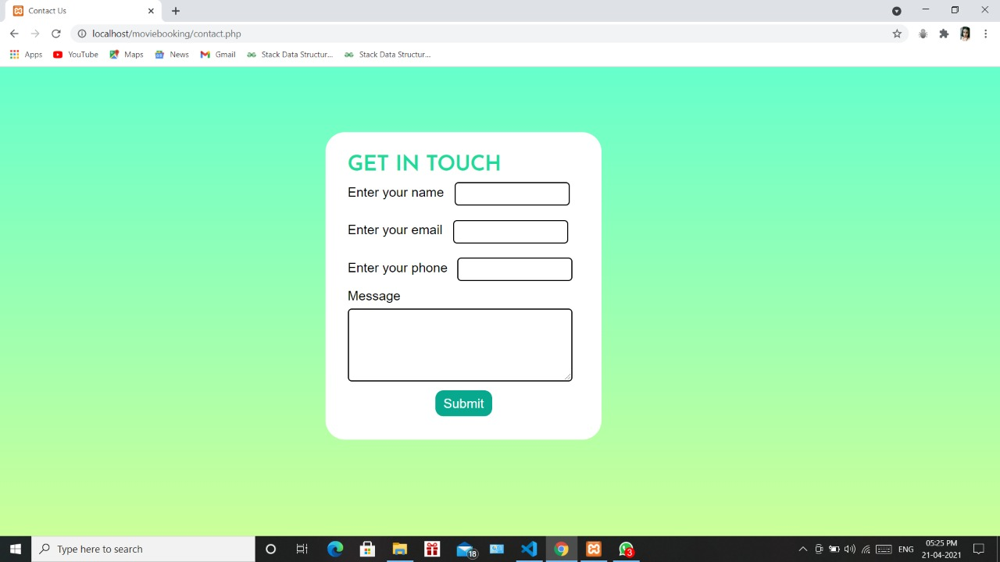 Contact Us
localhost/moviebooking/contact.php
Apps YouTube Maps News Gmail Stack Data Structur... Stack Data Structur...
GET IN TOUCH
Enter your name
Enter your email
Enter your phone
Message
Submit
Type here to search
18
3
ENG
05:25 PM
21-04-2021